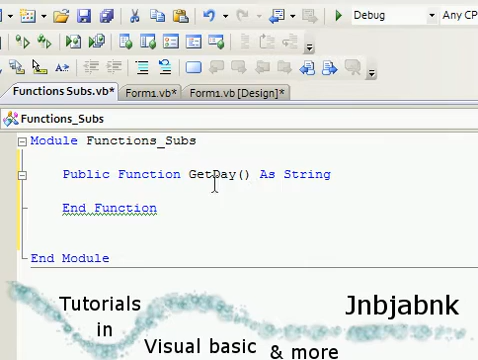 Debug
Any CP
Functions Subs.vb*
Form1.vb*
Form1.vb [Design]*
Functions_Subs
Module Functions_Subs
Public Function GetDay() As String
End Function
End Module
Tutorials
in
Visual basic
& more
Jnbjabnk